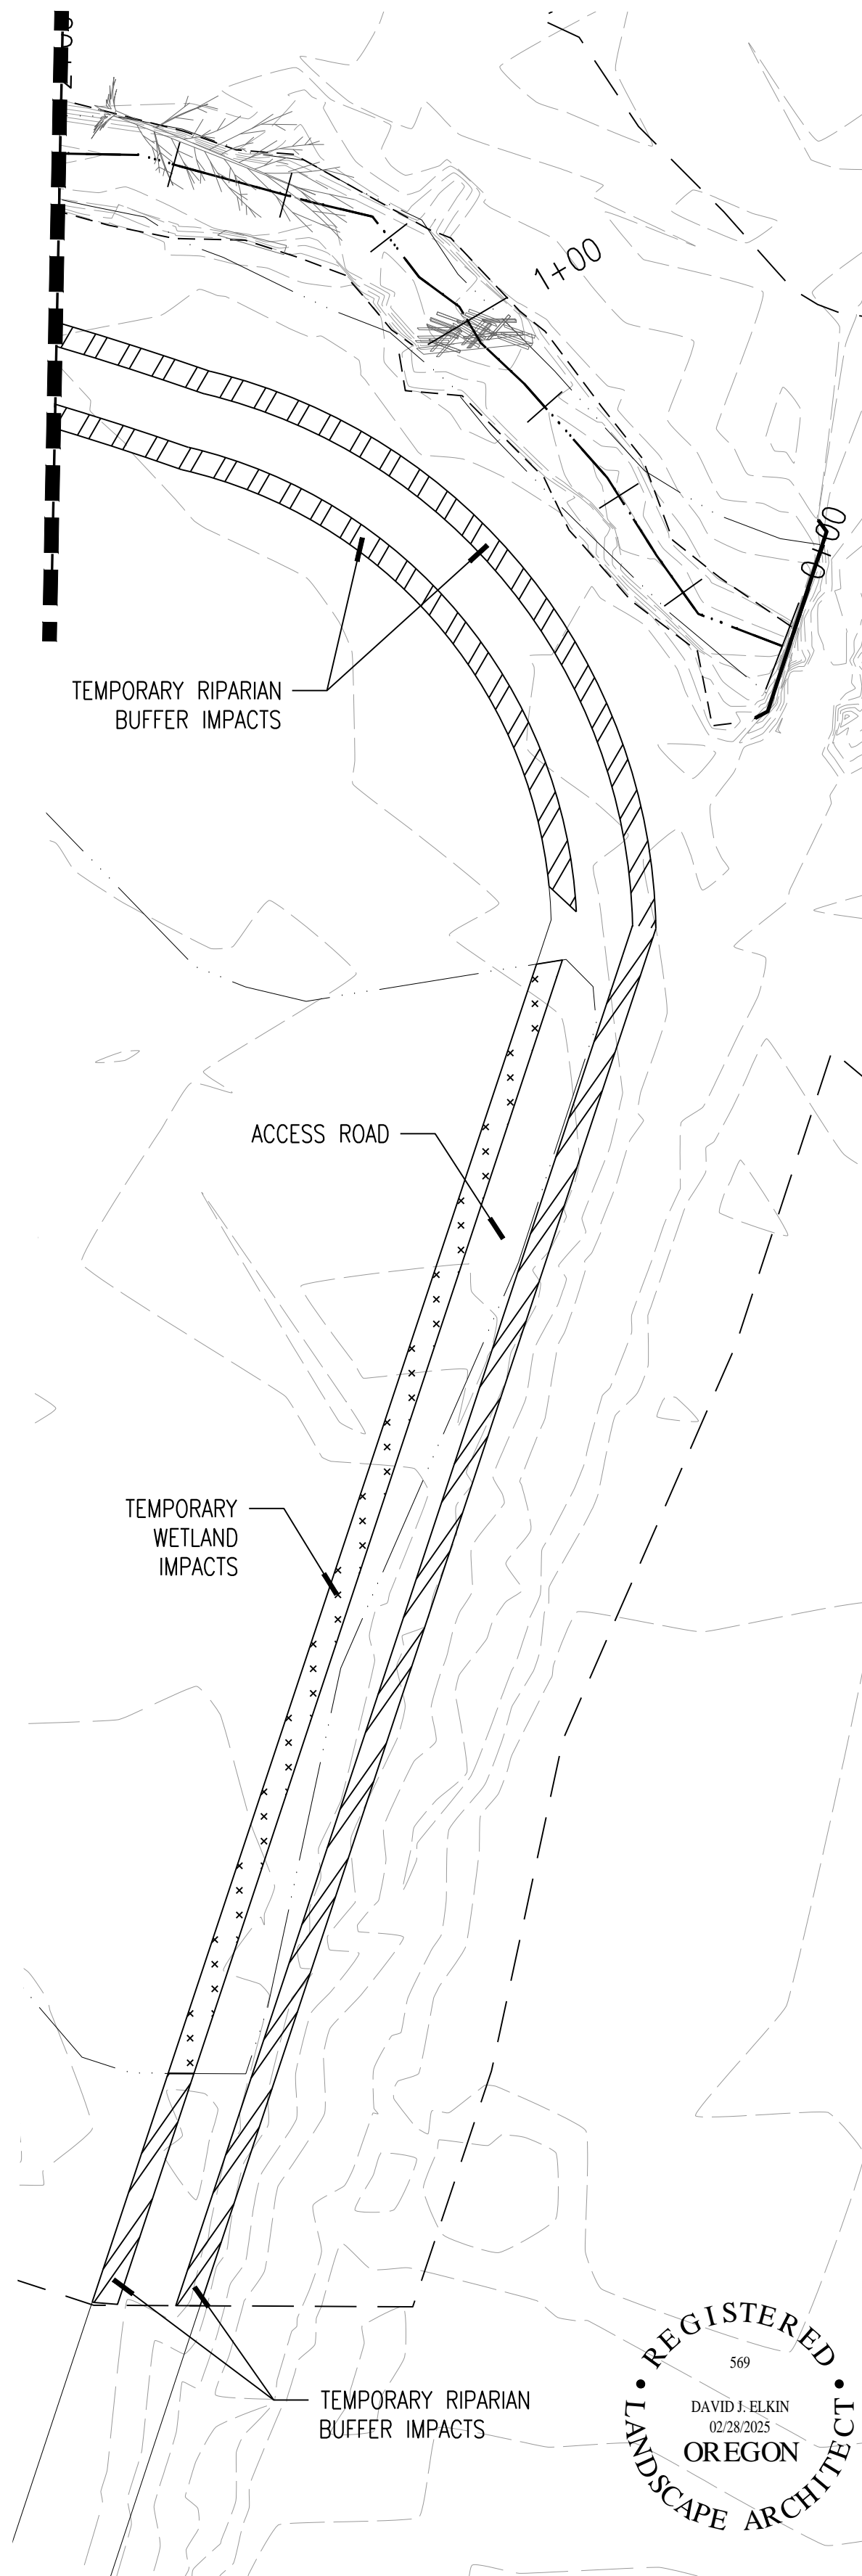 1+00
0+00
TEMPORARY RIPARIAN
BUFFER IMPACTS
ACCESS ROAD
TEMPORARY
WETLAND
IMPACTS
TEMPORARY RIPARIAN
BUFFER IMPACTS
REGISTERED
569
DAVID J. ELKIN
02/28/2025
OREGON
LANDSCAPE ARCHITECT